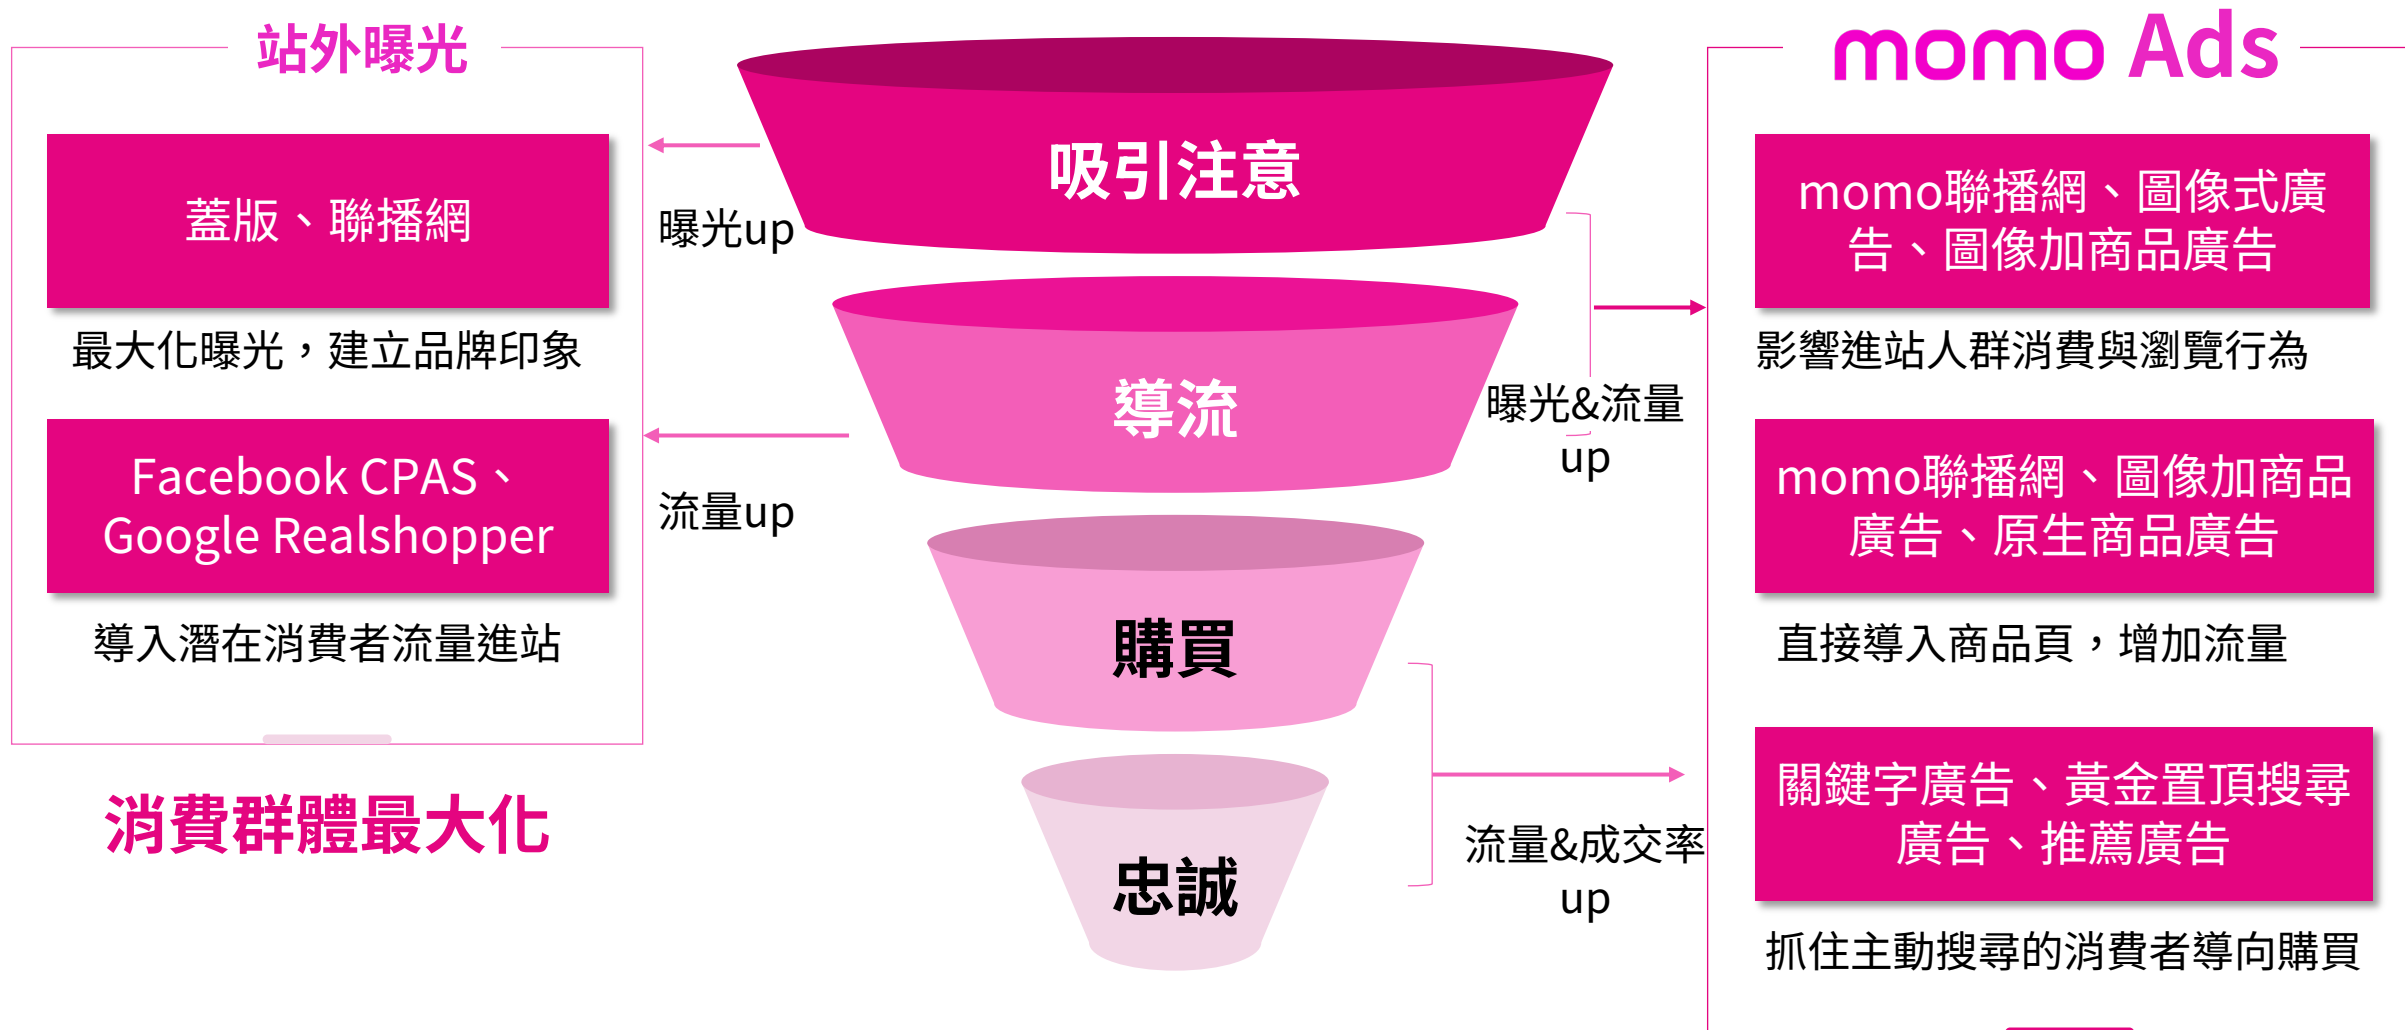 站外曝光
蓋版、聯播網
最大化曝光，建立品牌印象
Facebook CPAS、
Google Realshopper
導入潛在消費者流量進站
消費群體最大化
曝光up
流量up
吸引注意
導流
購買
忠誠
曝光&流量
up
流量&成交率
up
momo Ads
momo聯播網、圖像式廣
告、圖像加商品廣告
影響進站人群消費與瀏覽行為
momo聯播網、圖像加商品
廣告、原生商品廣告
直接導入商品頁，增加流量
關鍵字廣告、黃金置頂搜尋
廣告、推薦廣告
抓住主動搜尋的消費者導向購買